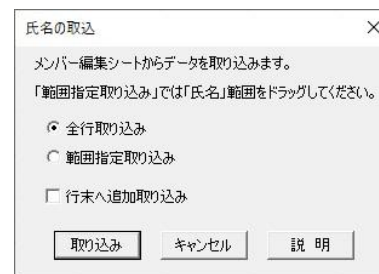 氏名の取込
メンバー編集シートからデータを取り込みます。
「範囲指定取り込み」では「氏名」範囲をドラッグしてください。
全行取り込み
範囲指定取り込み
行末へ追加取り込み
取り込み キャンセル 説 明